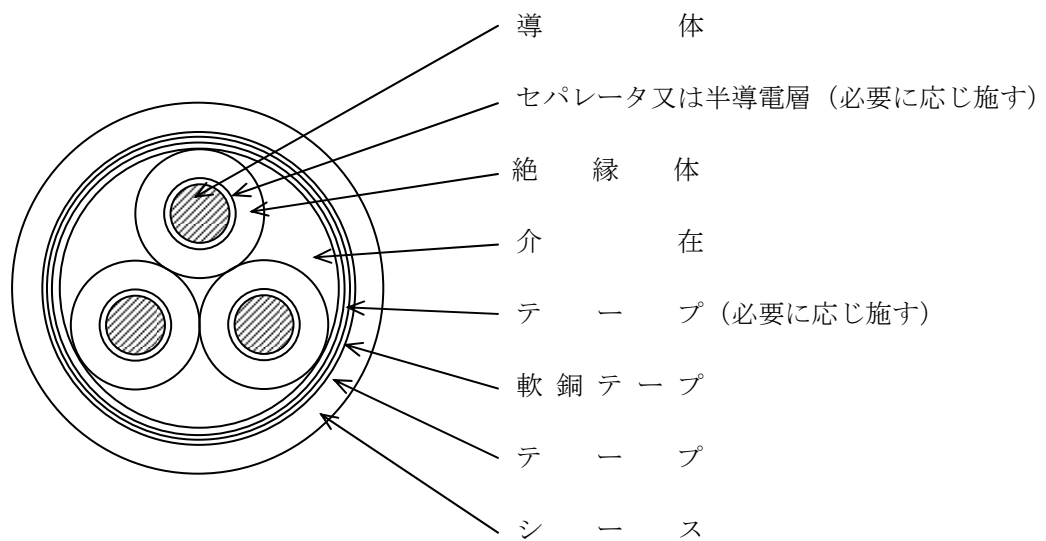 導体
セパレータ又は半導電層(必要に応じ施す)
絶縁体
介在
テープ(必要に応じ施す)
軟銅テープ
テープ
シース